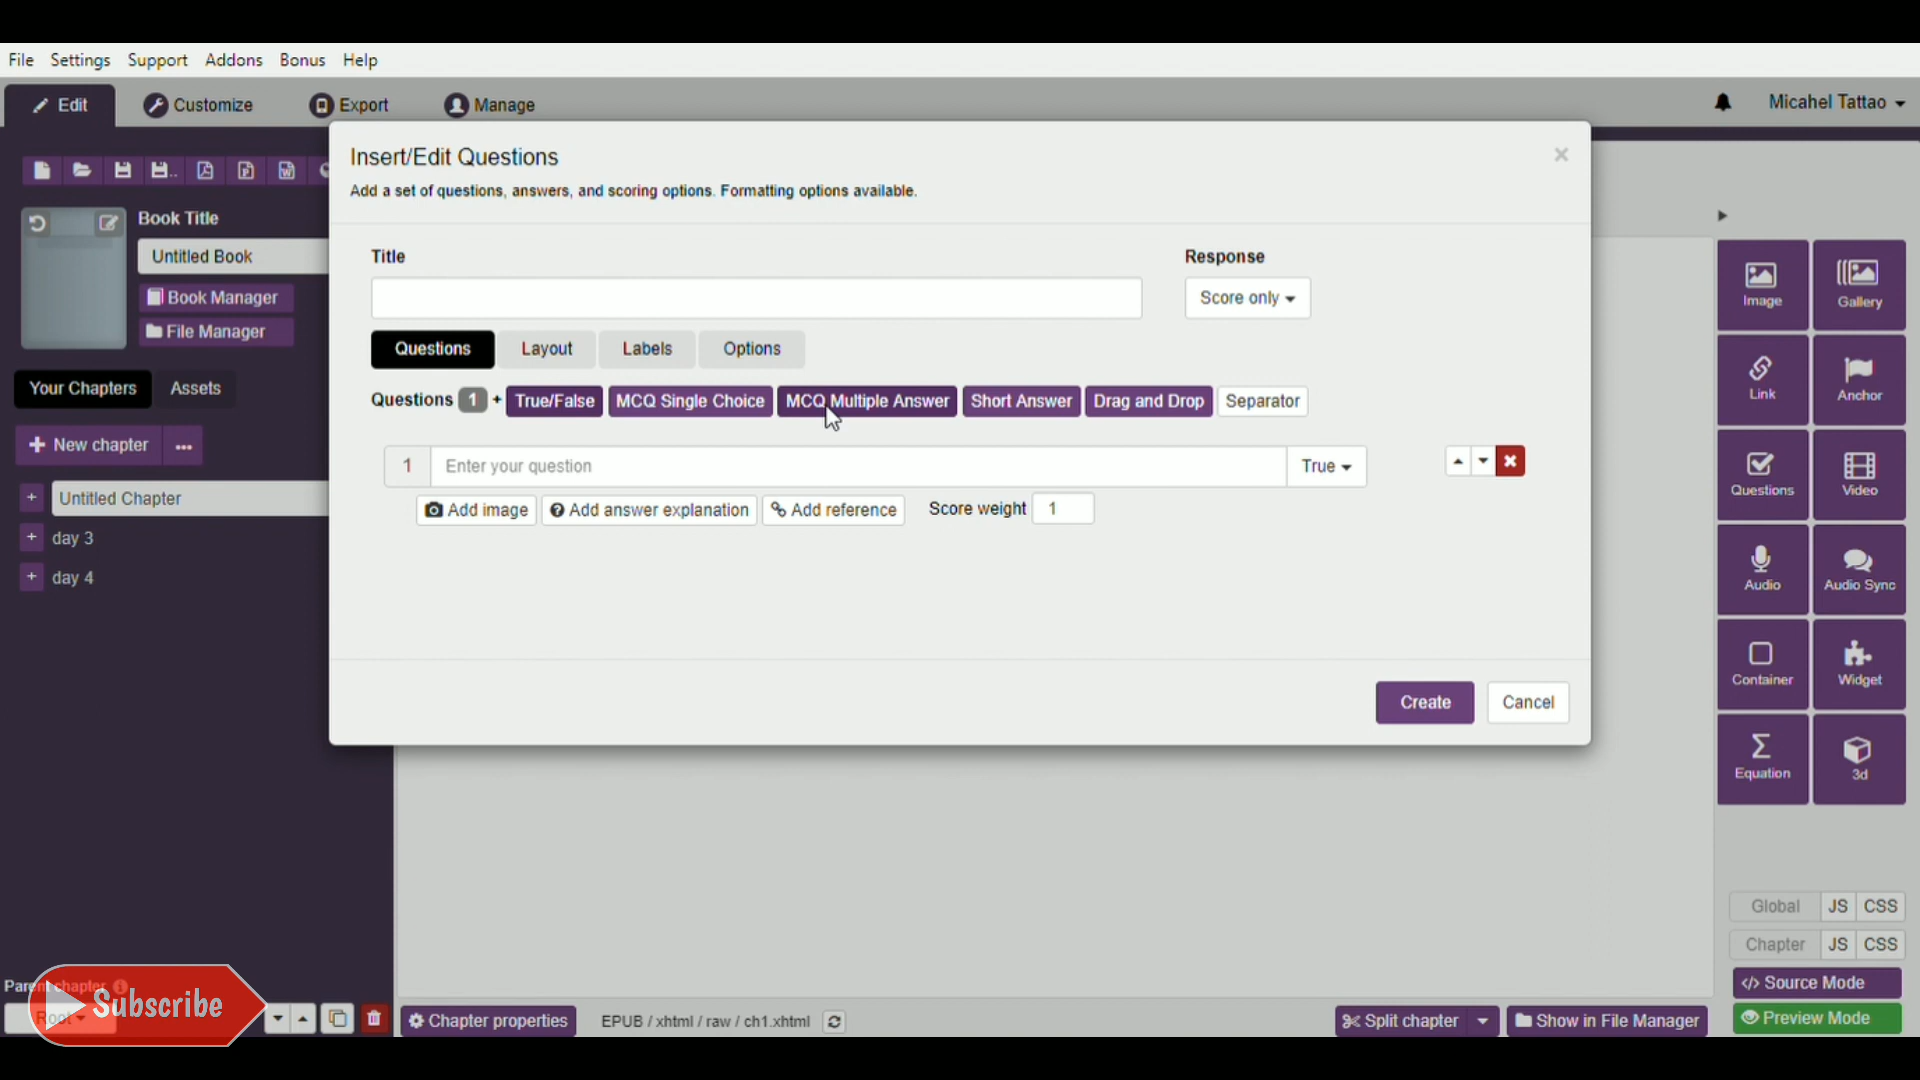 File Settings Support Addons Bonus Help
Edit Customize Export Manage Micahel Tattao
Insert/Edit Questions
Add a set of questions, answers, and scoring options. Formatting options available.
Book Title
Untitled Book
Book Manager
File Manager
Your Chapters Assets
New chapter ...
Untitled Chapter
day 3
day 4
Title Response
Score only
Questions Layout Labels Options
Questions 1 + True/False MCQ Single Choice MCQ Multiple Answer Short Answer Drag and Drop Separator
1 Enter your question True
Add image Add answer explanation Add reference Score weight 1
Create Cancel
Image Gallery
Link Anchor
Questions Video
Audio Audio Sync
Container Widget
Equation 3d
Global JS CSS
Chapter JS CSS
Source Mode
Preview Mode
Parent chapter
Root
Subscribe
Chapter properties EPUB / xhtml / raw / ch1.xhtml Split chapter Show in File Manager